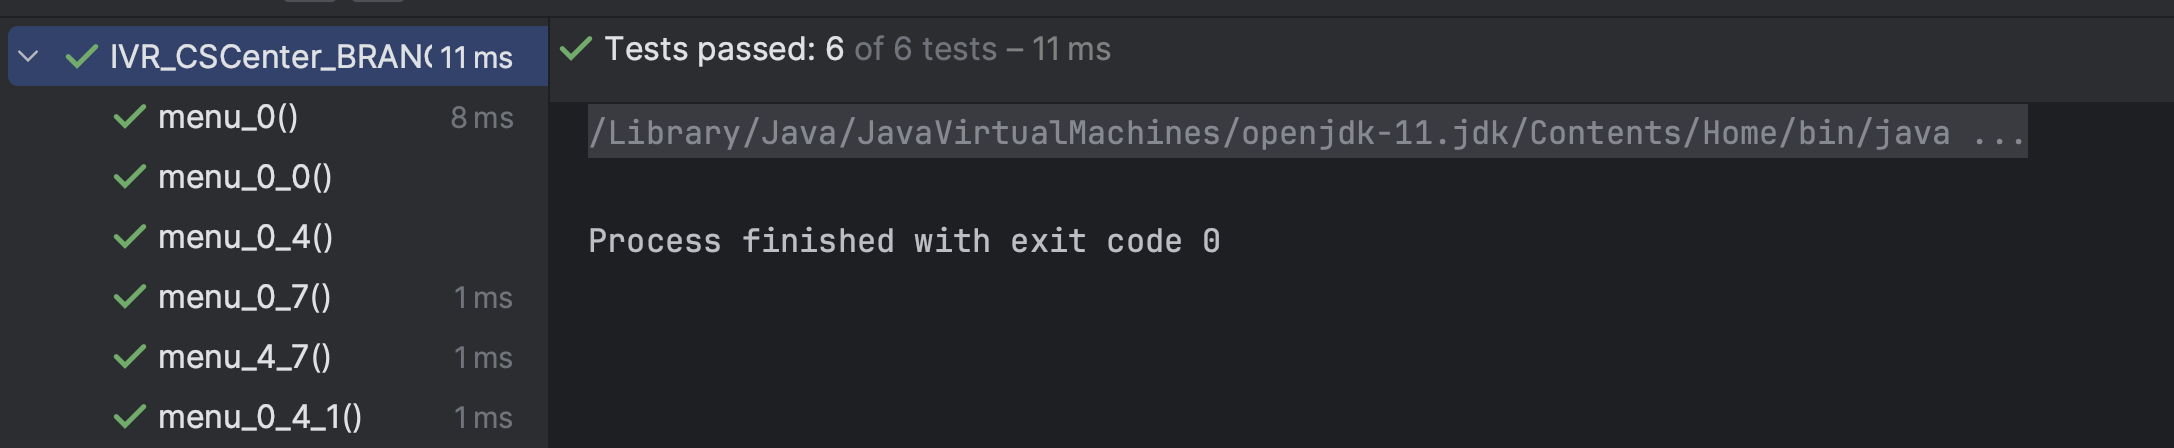 IVR_CSCenter_BRANC 11 ms
menu_0() 8 ms
menu_0_0()
menu_0_4()
menu_0_7() 1 ms
menu_4_7() 1 ms
menu_0_4_1() 1 ms
Tests passed: 6 of 6 tests – 11 ms
/Library/Java/JavaVirtualMachines/openjdk-11.jdk/Contents/Home/bin/java ...
Process finished with exit code 0